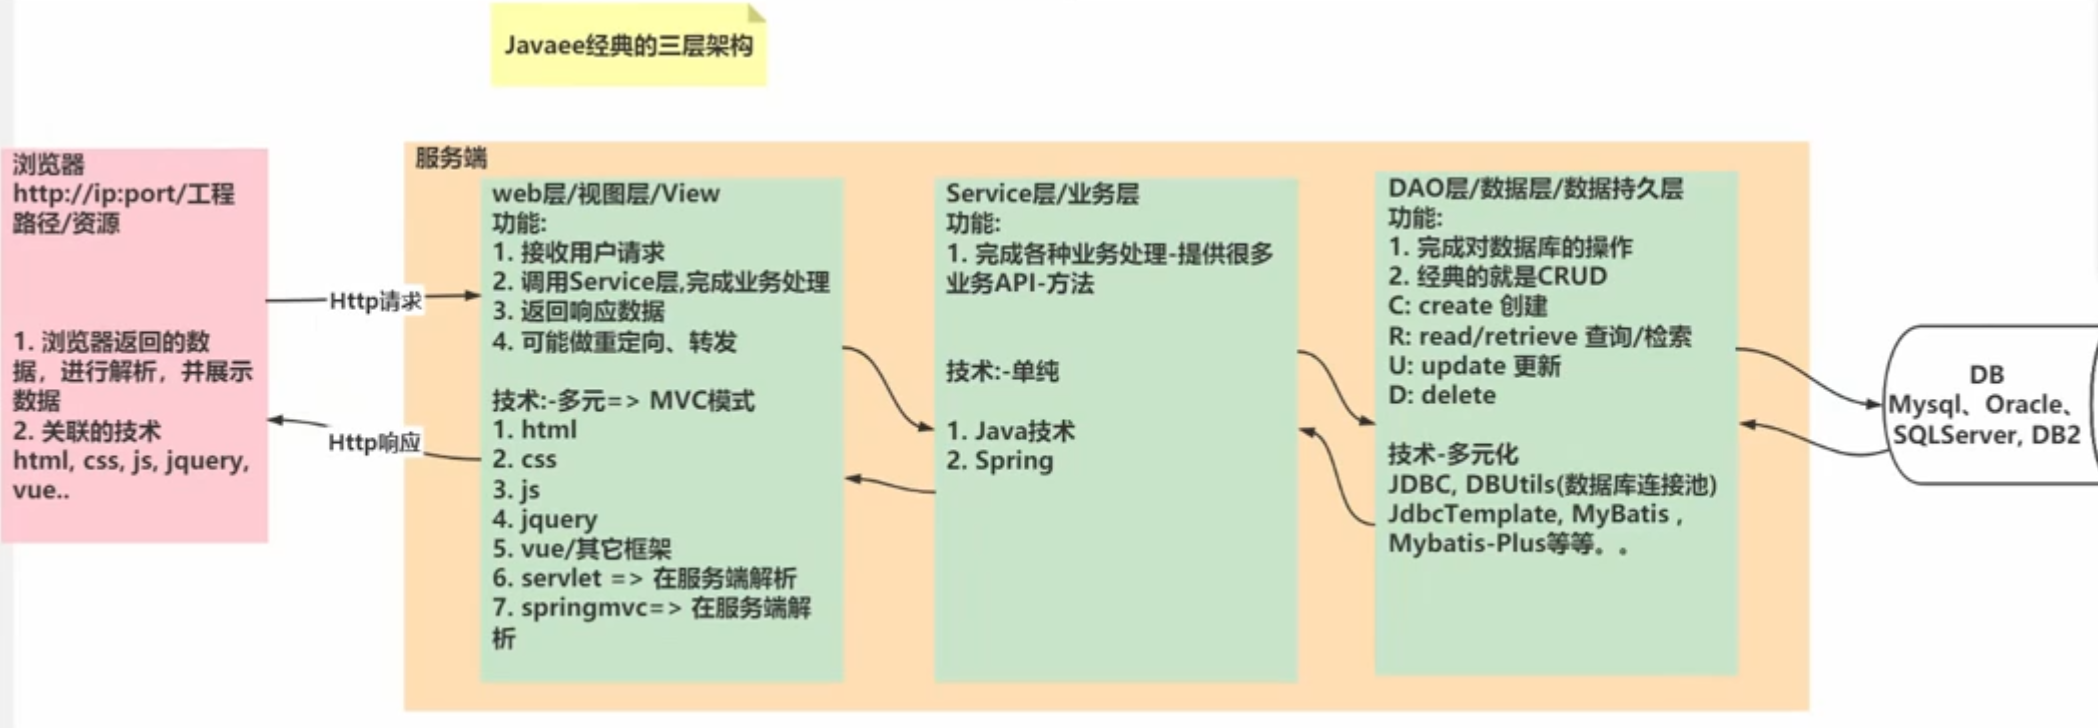 Javaee经典的三层架构
浏览器
http://ip:port/工程
路径/资源
1. 浏览器返回的数
据，进行解析，并展示
数据
2. 关联的技术
html, css, js, jquery,
vue..
Http请求
Http响应
服务端
web层/视图层/View
功能:
1. 接收用户请求
2. 调用Service层,完成业务处理
3. 返回响应数据
4. 可能做重定向、转发
技术:-多元=> MVC模式
1. html
2. css
3. js
4. jquery
5. vue/其它框架
6. servlet => 在服务端解析
7. springmvc=> 在服务端解
析
Service层/业务层
功能:
1. 完成各种业务处理-提供很多
业务API-方法
技术:-单纯
1. Java技术
2. Spring
DAO层/数据层/数据持久层
功能:
1. 完成对数据库的操作
2. 经典的就是CRUD
C: create 创建
R: read/retrieve 查询/检索
U: update 更新
D: delete
技术-多元化
JDBC, DBUtils(数据库连接池)
JdbcTemplate, MyBatis ,
Mybatis-Plus等等。。
DB
Mysql、Oracle、
SQLServer, DB2